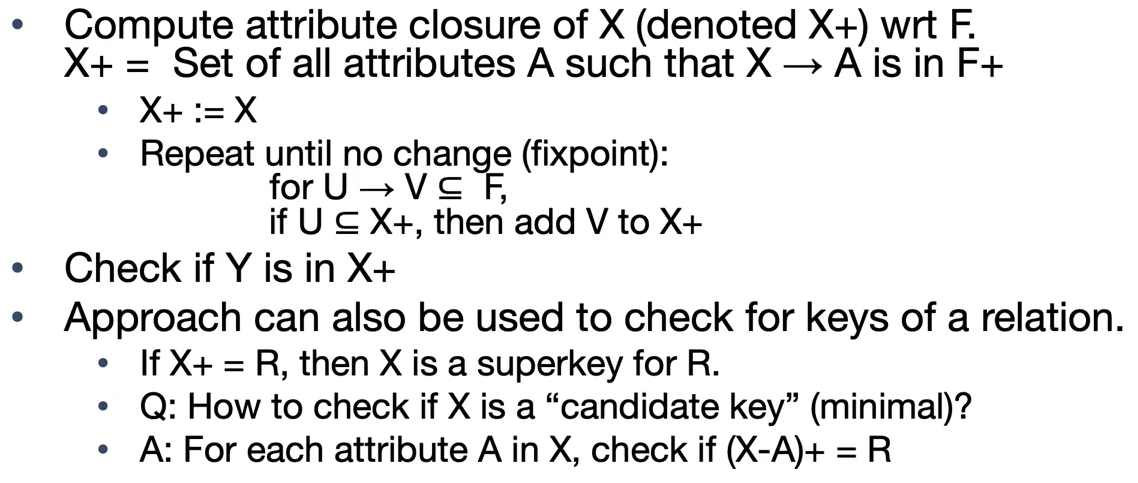 • Compute attribute closure of X (denoted X+) wrt F.
X+ = Set of all attributes A such that X → A is in F+
• X+ := X
• Repeat until no change (fixpoint):
for U → V ⊆ F,
if U ⊆ X+, then add V to X+
• Check if Y is in X+
• Approach can also be used to check for keys of a relation.
• If X+ = R, then X is a superkey for R.
• Q: How to check if X is a “candidate key” (minimal)?
• A: For each attribute A in X, check if (X-A)+ = R